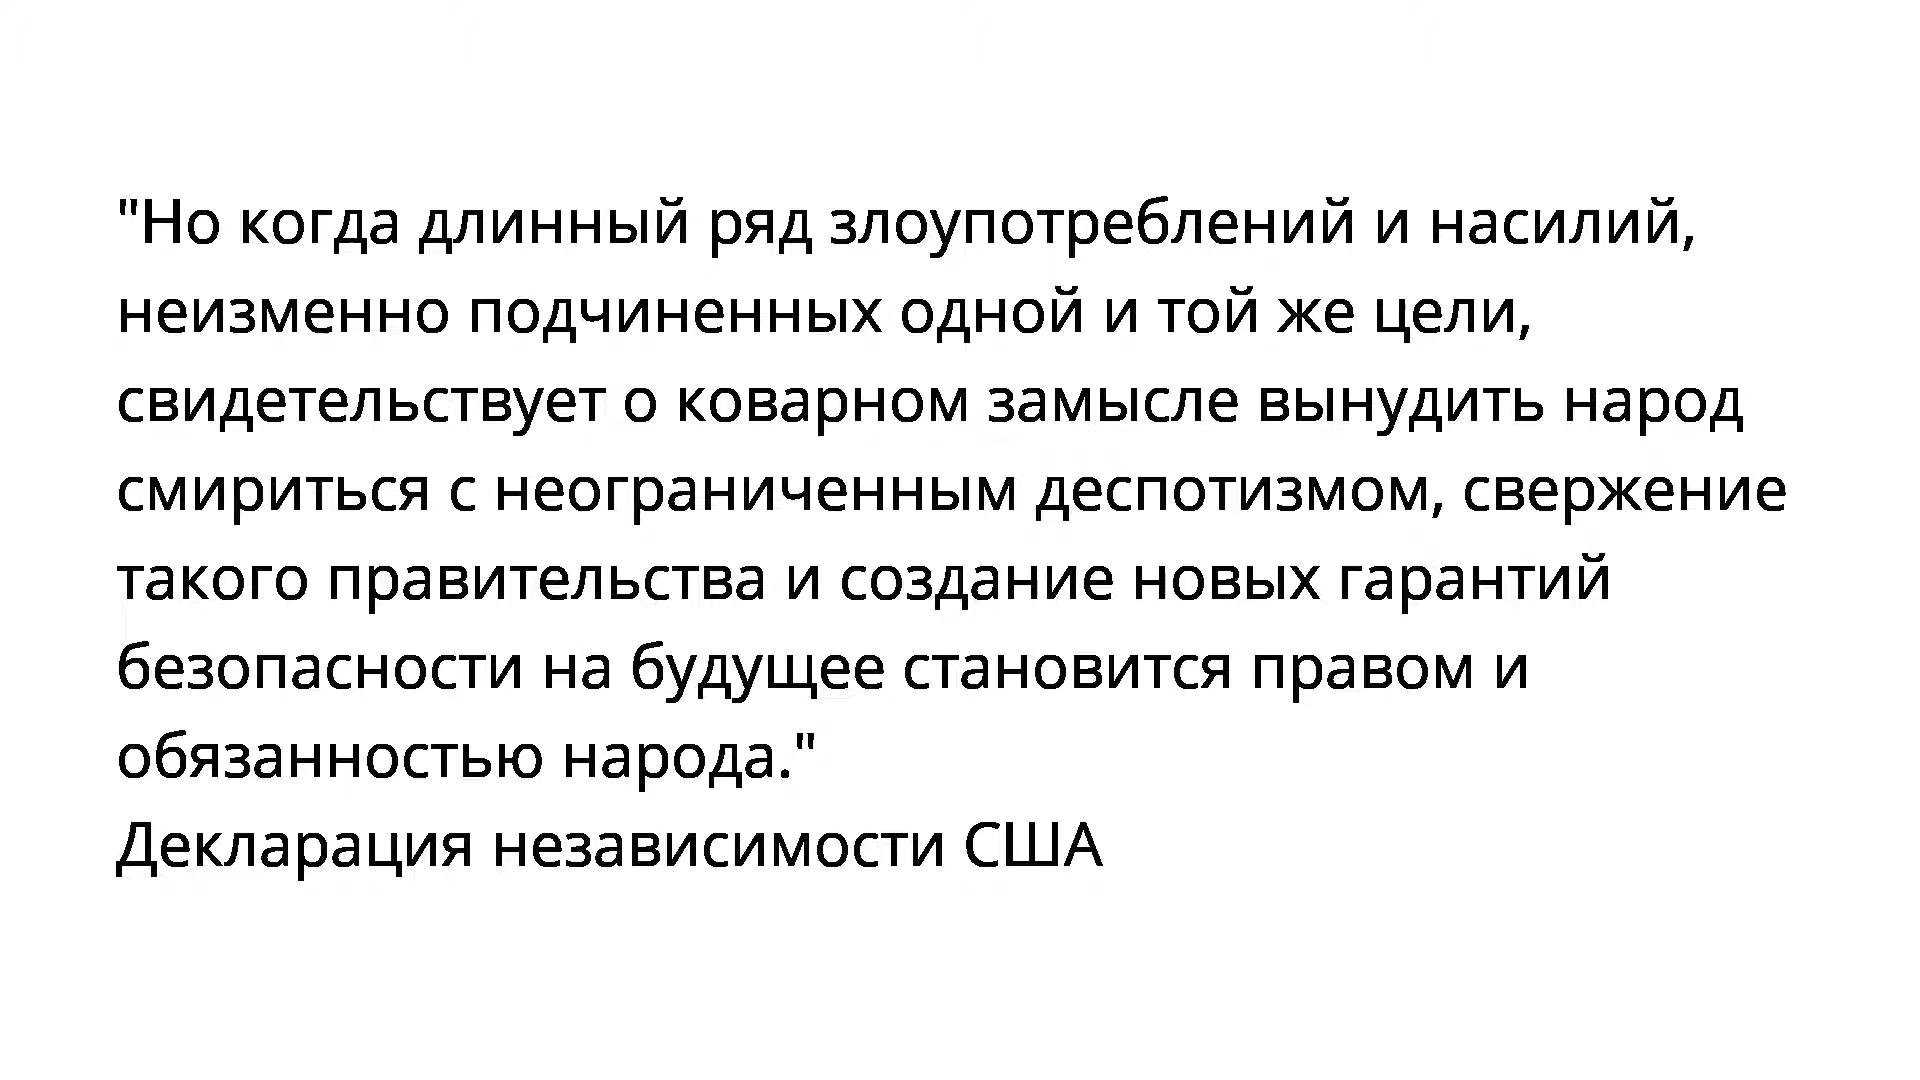 "Но когда длинный ряд злоупотреблений и насилий,
неизменно подчиненных одной и той же цели,
свидетельствует о коварном замысле вынудить народ
смириться с неограниченным деспотизмом, свержение
такого правительства и создание новых гарантий
безопасности на будущее становится правом и
обязанностью народа."
Декларация независимости США